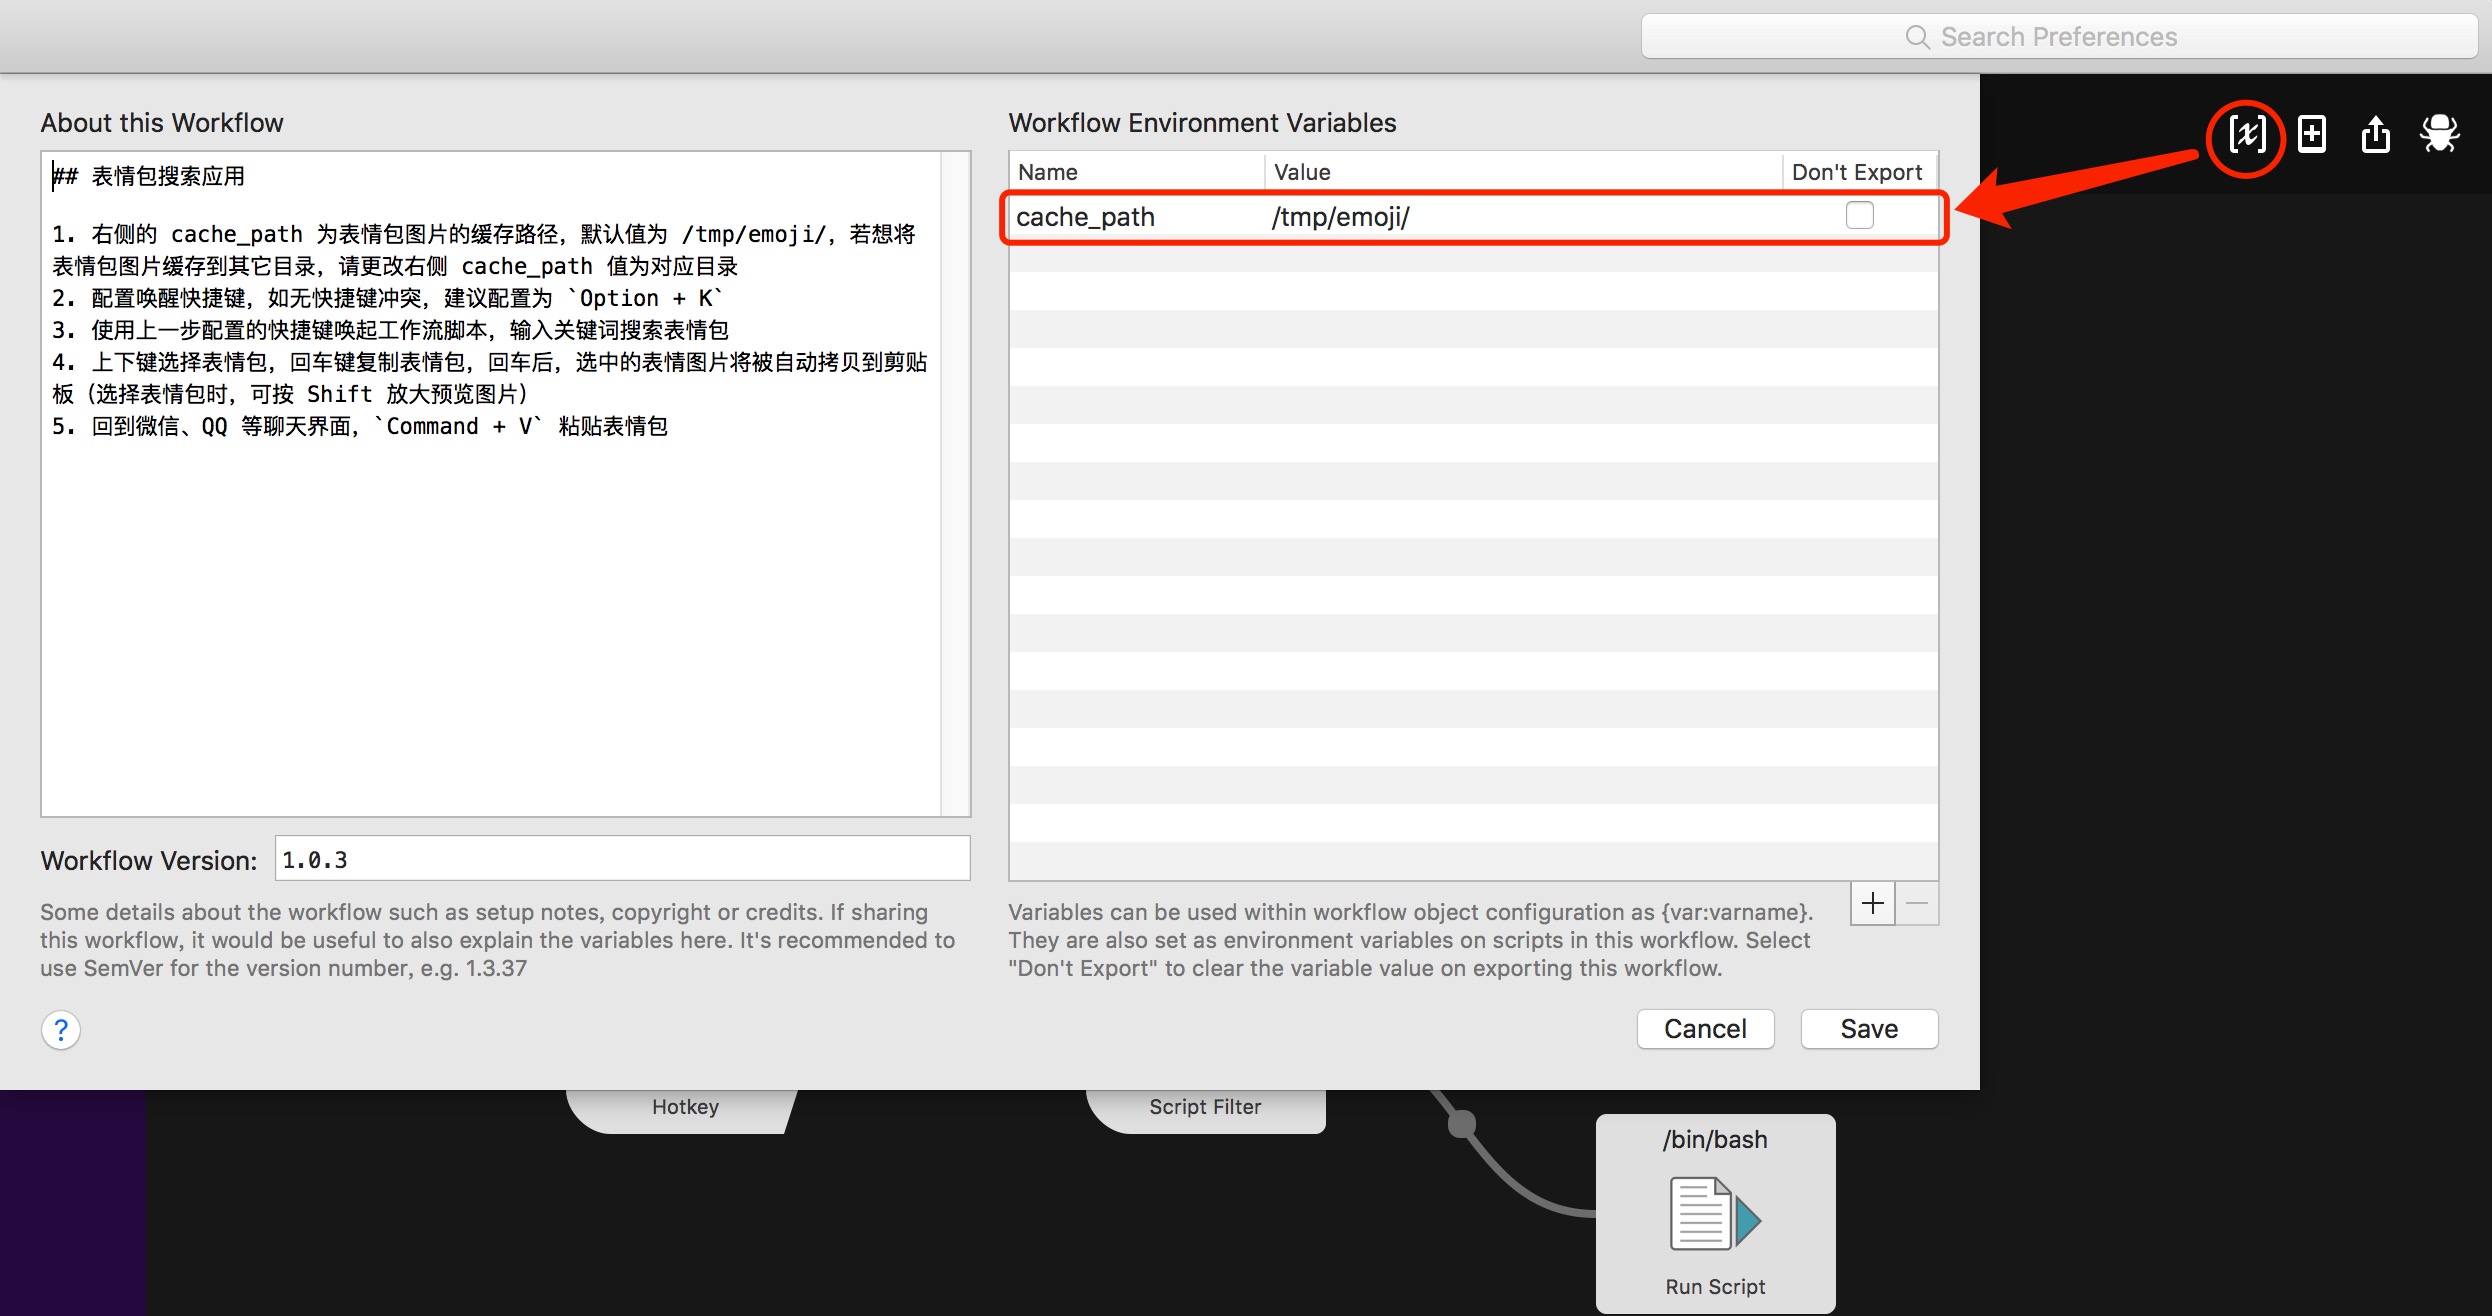 Search Preferences
About this Workflow
## 表情包搜索应用
1. 右侧的 cache_path 为表情包图片的缓存路径，默认值为 /tmp/emoji/，若想将
表情包图片缓存到其它目录，请更改右侧 cache_path 值为对应目录
2. 配置唤醒快捷键，如无快捷键冲突，建议配置为 `Option + K`
3. 使用上一步配置的快捷键唤起工作流脚本，输入关键词搜索表情包
4. 上下键选择表情包，回车键复制表情包，回车后，选中的表情图片将被自动拷贝到剪贴
板（选择表情包时，可按 Shift 放大预览图片）
5. 回到微信、QQ 等聊天界面，`Command + V` 粘贴表情包
Workflow Version: 1.0.3
Some details about the workflow such as setup notes, copyright or credits. If sharing
this workflow, it would be useful to also explain the variables here. It's recommended to
use SemVer for the version number, e.g. 1.3.37
?
Workflow Environment Variables
Name Value Don't Export
cache_path /tmp/emoji/
Variables can be used within workflow object configuration as {var:varname}.
They are also set as environment variables on scripts in this workflow. Select
"Don't Export" to clear the variable value on exporting this workflow.
Cancel Save
[x]
Hotkey
Script Filter
/bin/bash
Run Script